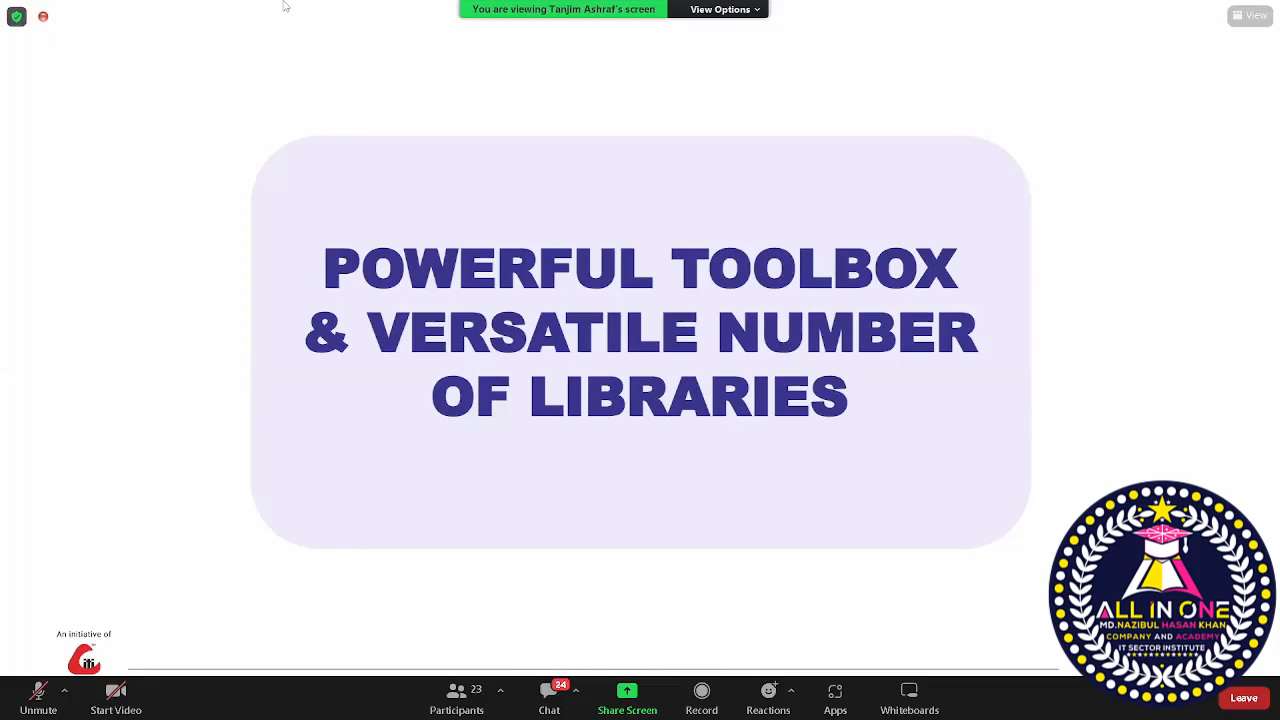 You are viewing Tanjim Ashraf's screen
View Options
View
POWERFUL TOOLBOX
& VERSATILE NUMBER
OF LIBRARIES
An initiative of
iti
ALL IN ONE
MD.NAZIBUL HASAN KHAN
COMPANY AND ACADEMY
IT SECTOR INSTITUTE
Unmute
Start Video
23
Participants
24
Chat
Share Screen
Record
Reactions
Apps
Whiteboards
Leave